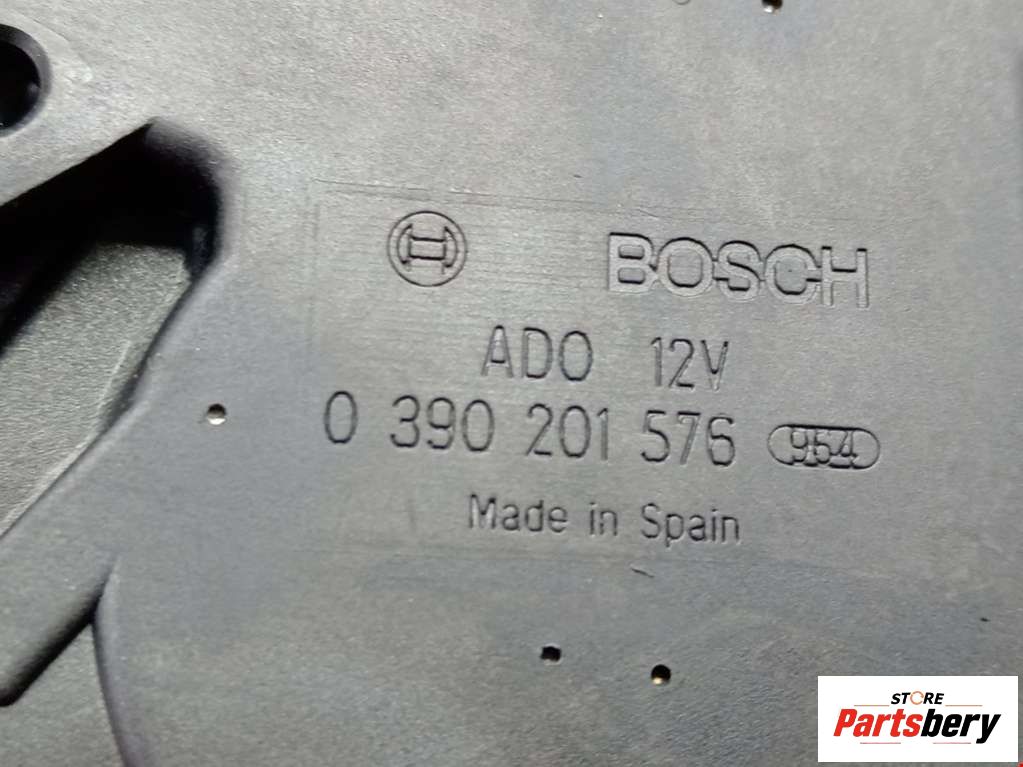 BOSCH
ADO 12V
0 390 201 576 954
Made in Spain
STORE
Partsbery